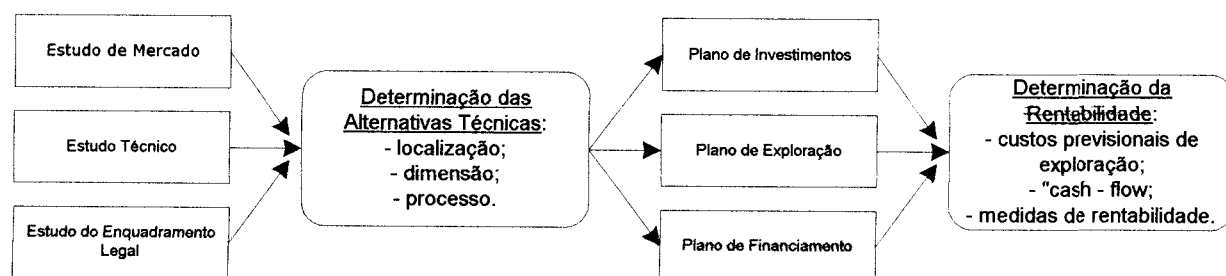 Estudo de Mercado
Estudo Técnico
Estudo do Enquadramento
Legal
Determinação das
Alternativas Técnicas:
- localização;
- dimensão;
- processo.
Plano de Investimentos
Plano de Exploração
Plano de Financiamento
Determinação da
Rentabilidade:
- custos previsionais de
exploração;
- "cash - flow;
- medidas de rentabilidade.